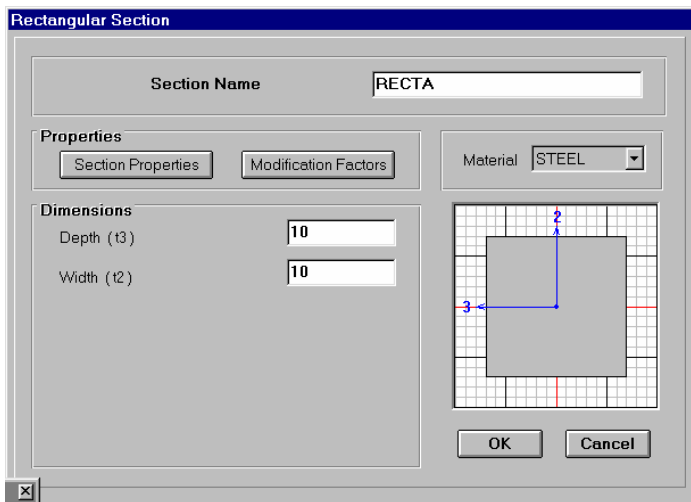 Rectangular Section
Section Name RECTA
Properties
Section Properties Modification Factors
Material STEEL
Dimensions
Depth (t3) 10
Width (t2) 10
2
3
OK Cancel